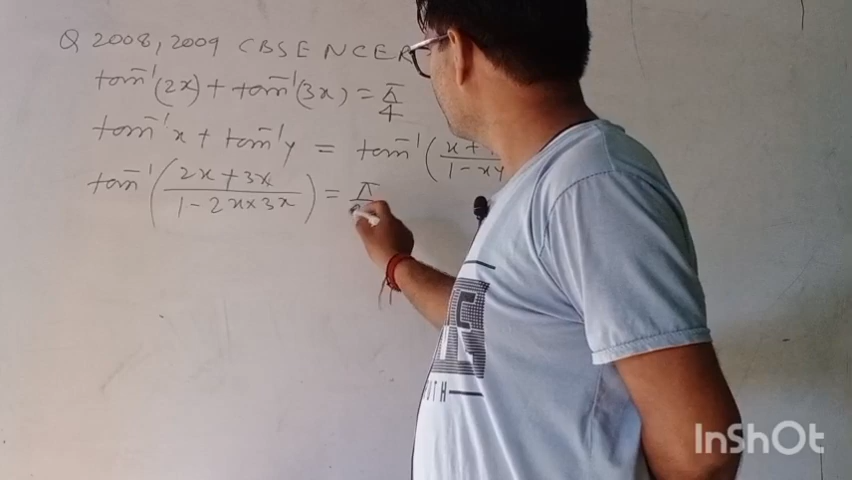 Q 2008, 2009 CBSE NCER
tan⁻¹(2x) + tan⁻¹(3x) = π/4
tan⁻¹x + tan⁻¹y = tan⁻¹(x+ / 1-xy
tan⁻¹(2x+3x / 1-2x×3x) = π
UTH
InShOt